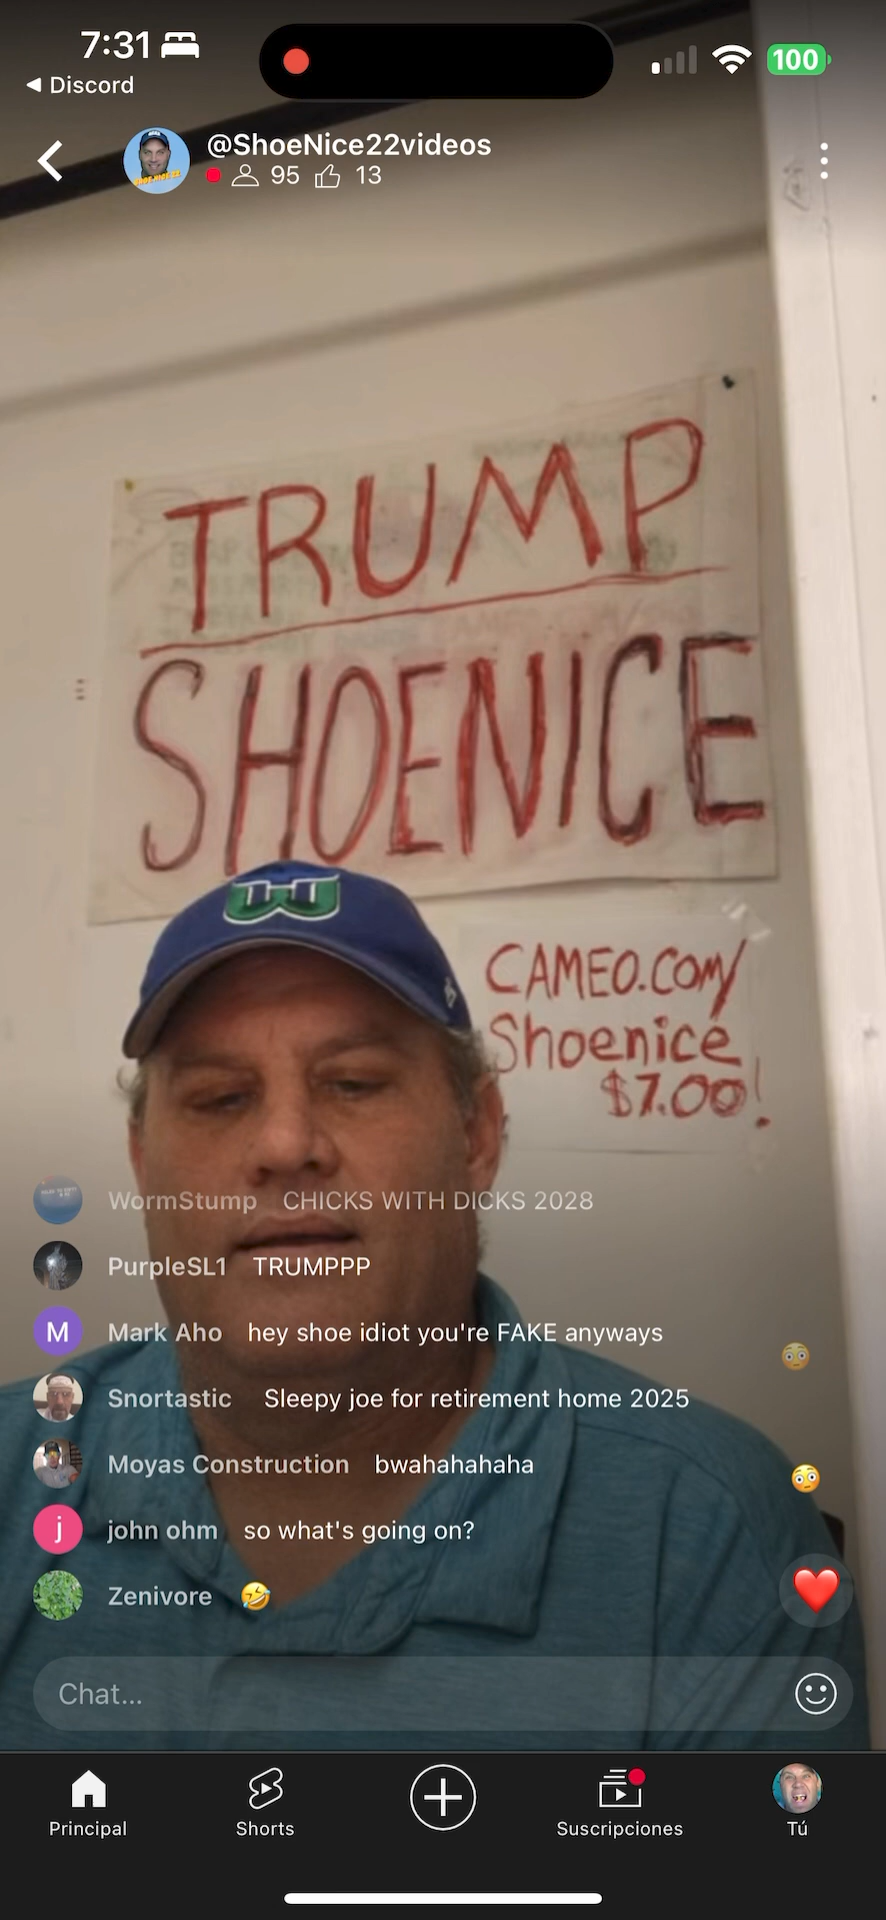 7:31
100
Discord
@ShoeNice22videos
95 13
TRUMP
SHOENICE
CAMEO.COM/
Shoenice
$7.00!
WormStump CHICKS WITH DICKS 2028
PurpleSL1 TRUMPPP
M Mark Aho hey shoe idiot you're FAKE anyways
Snortastic Sleepy joe for retirement home 2025
Moyas Construction bwahahahaha
j john ohm so what's going on?
Zenivore 🤣
Chat...
Principal Shorts Suscripciones Tú